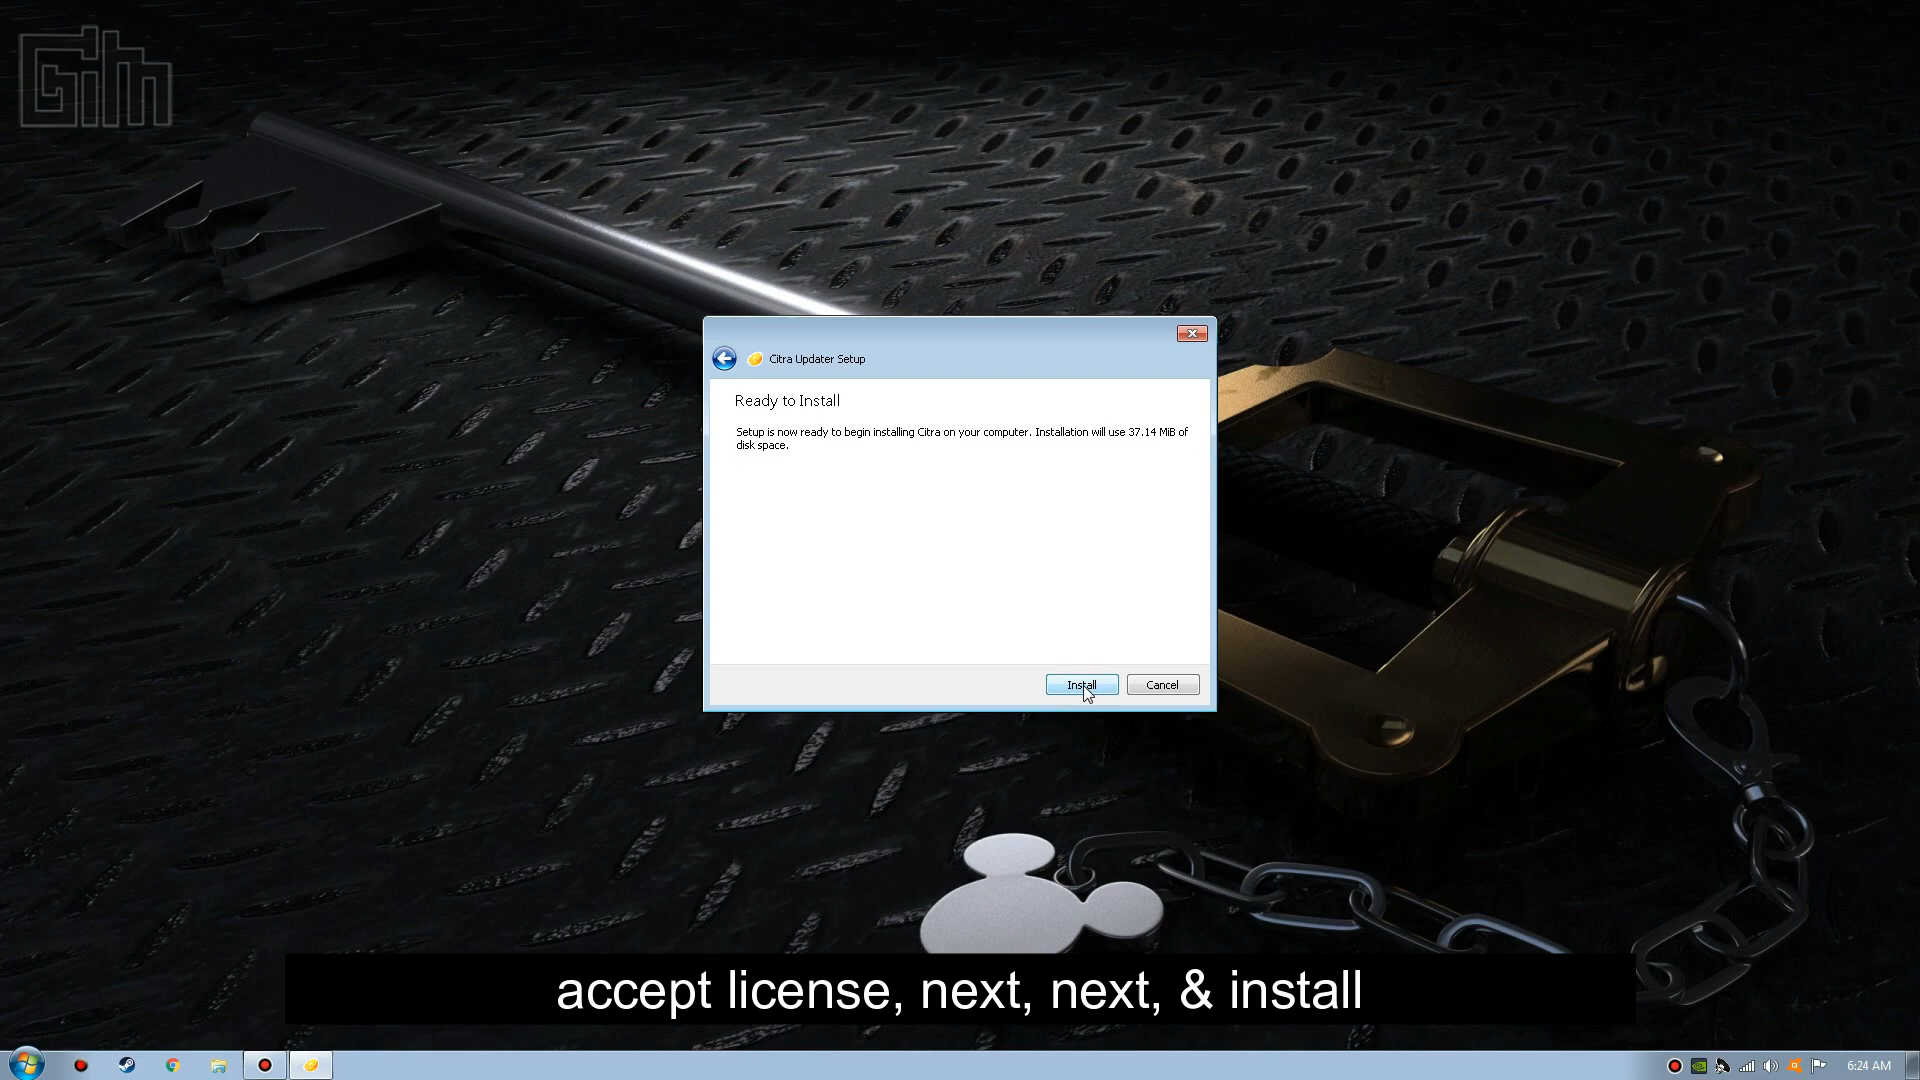 Gilm
Citra Updater Setup
Ready to Install
Setup is now ready to begin installing Citra on your computer. Installation will use 37.14 MiB of
disk space.
Install
Cancel
accept license, next, next, & install
6:24 AM